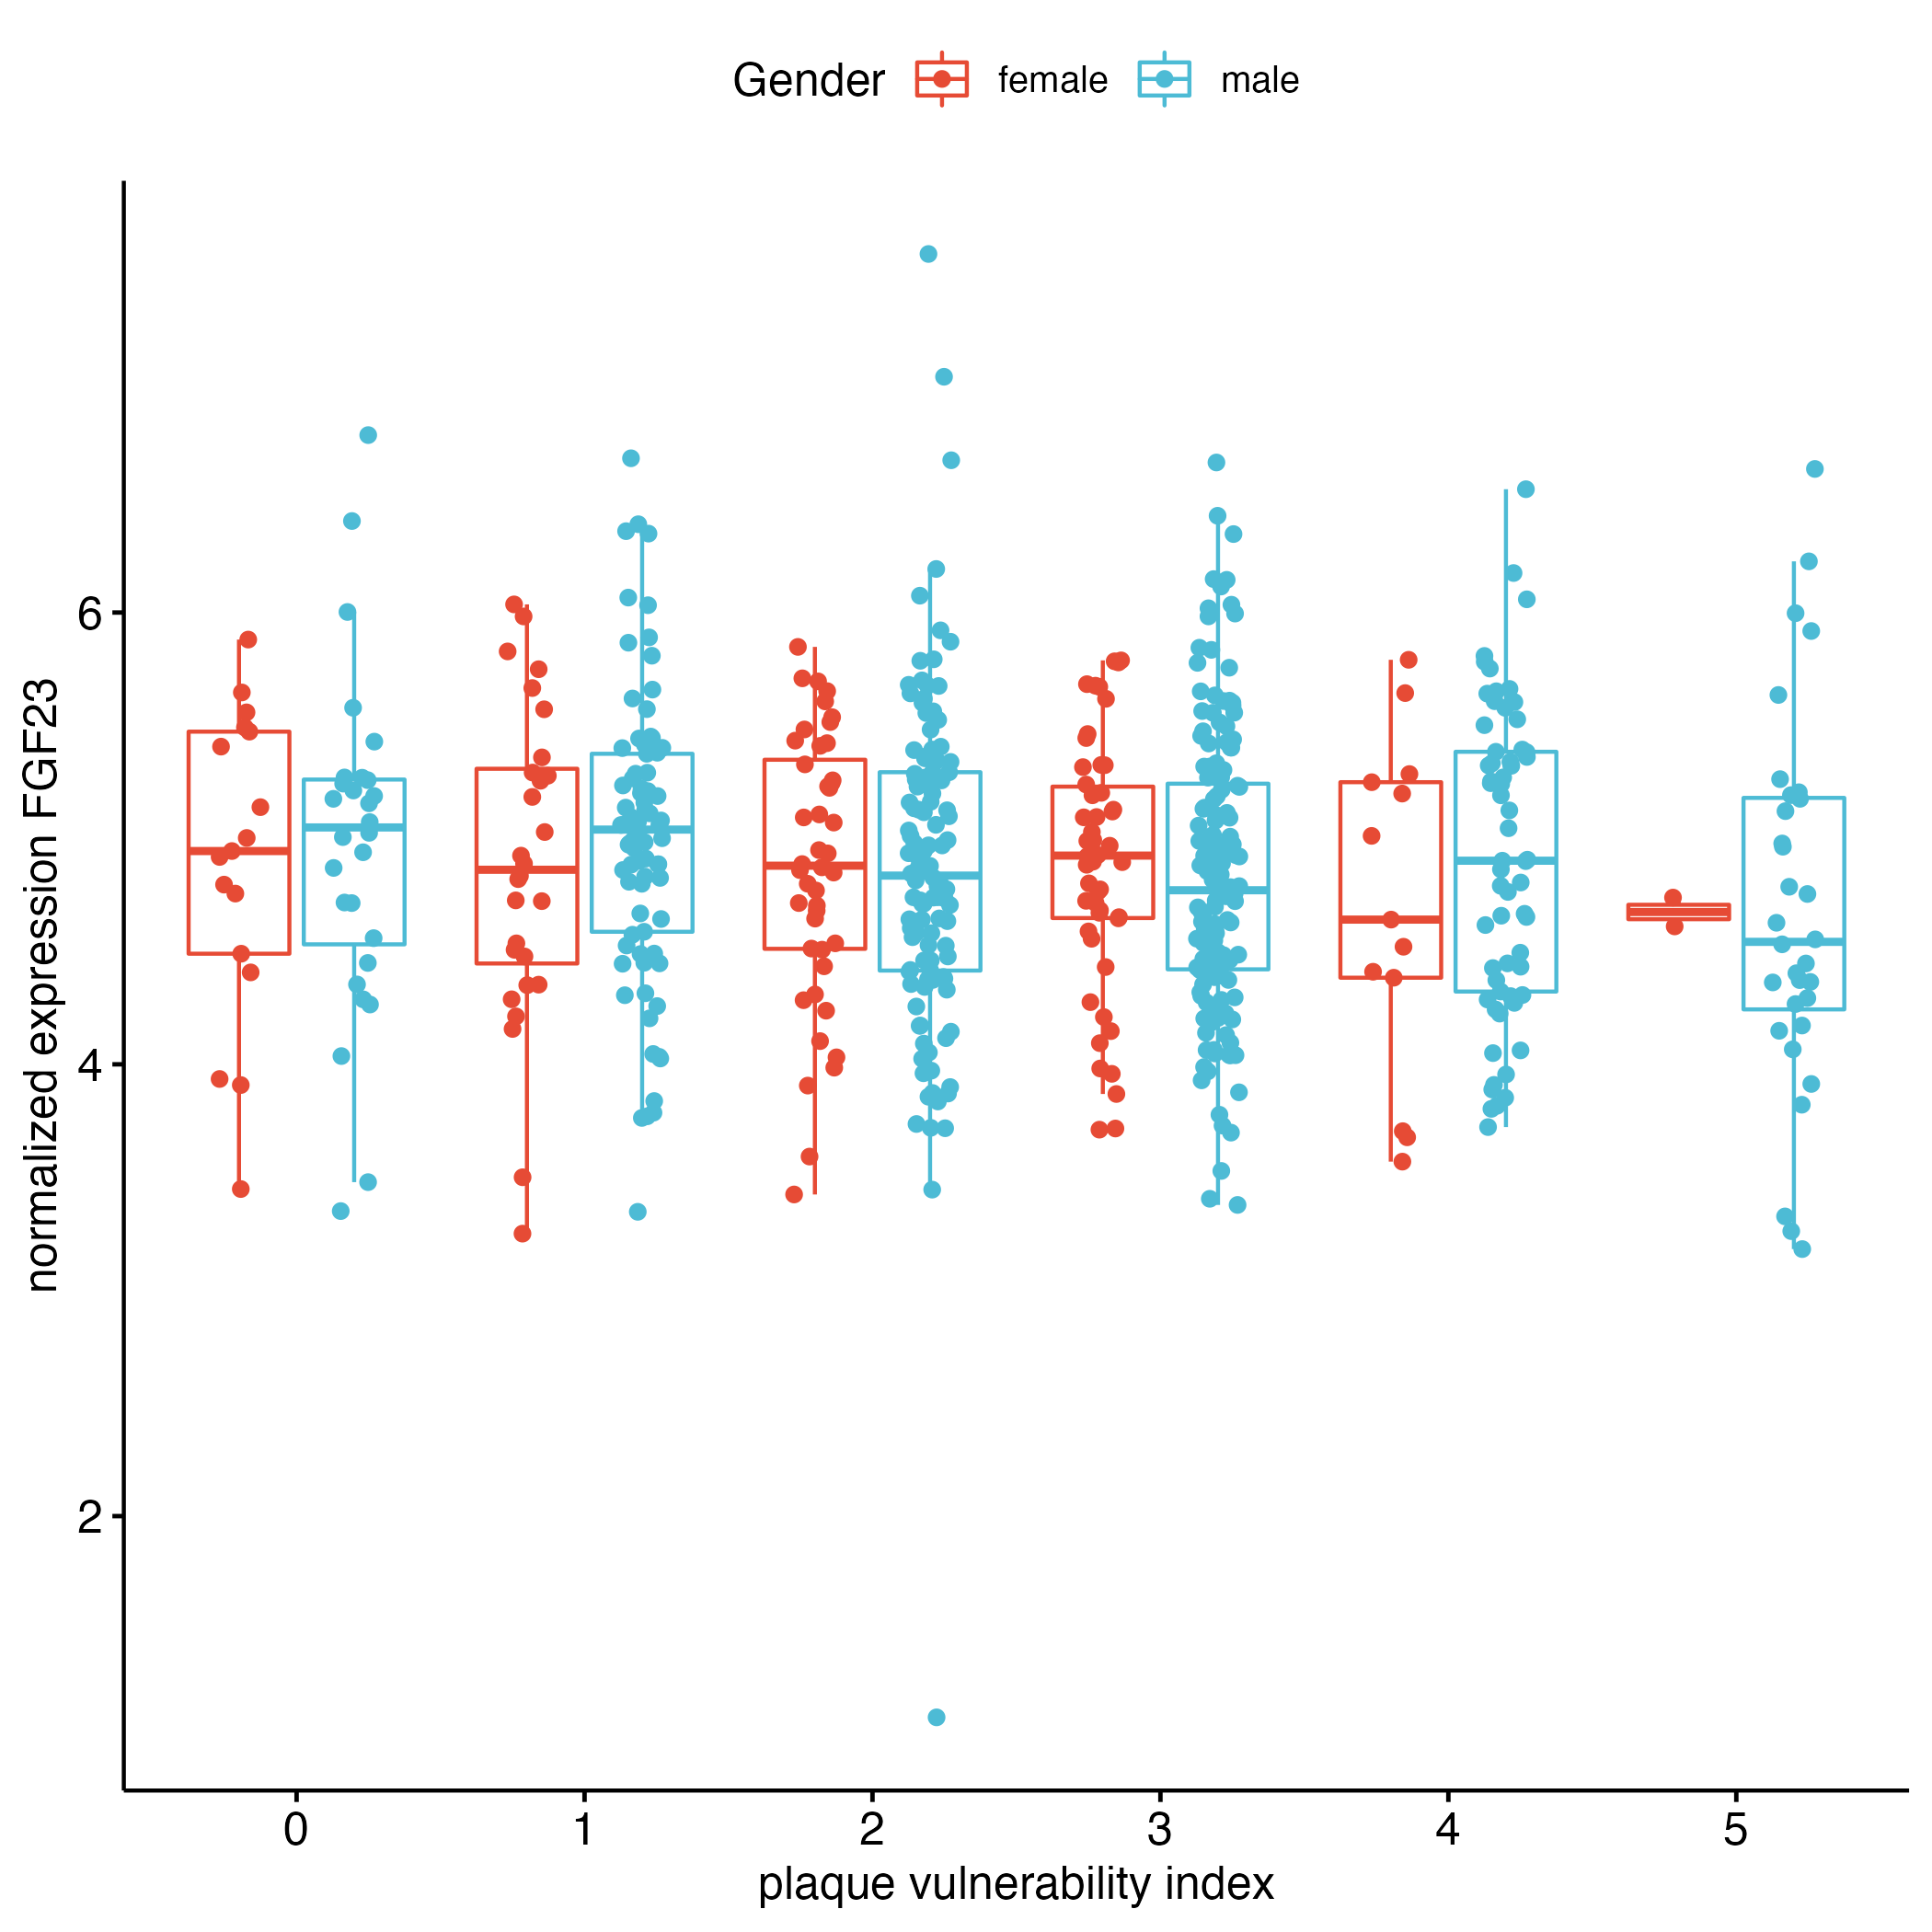 Gender female male
normalized expression FGF23
6
4
2
0 1 2 3 4 5
plaque vulnerability index